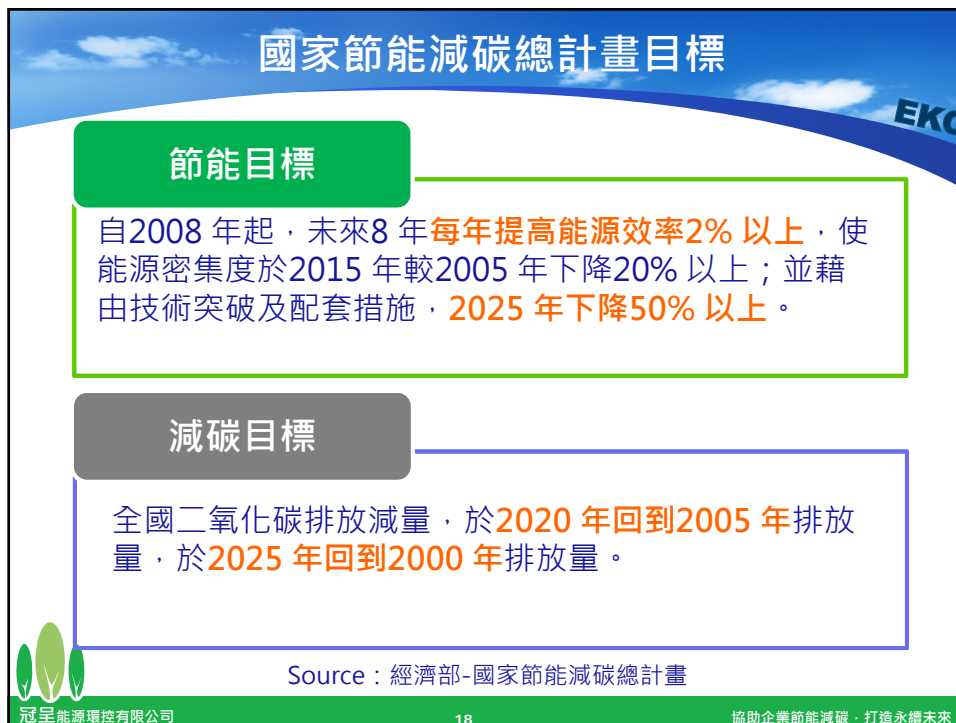 國家節能減碳總計畫目標
EKO
節能目標
自2008 年起，未來8 年每年提高能源效率2% 以上，使
能源密集度於2015 年較2005 年下降20% 以上；並藉
由技術突破及配套措施，2025 年下降50% 以上。
減碳目標
全國二氧化碳排放減量，於2020 年回到2005 年排放
量，於2025 年回到2000 年排放量。
Source：經濟部-國家節能減碳總計畫
冠呈能源環控有限公司
18
協助企業節能減碳，打造永續未來